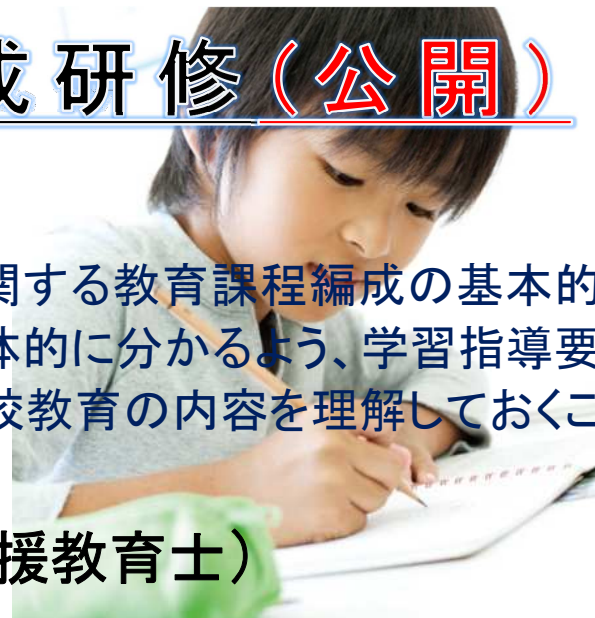 成研修(公開)
関する教育課程編成の基本的
体的に分かるよう、学習指導要
校教育の内容を理解しておくこ
援教育士)